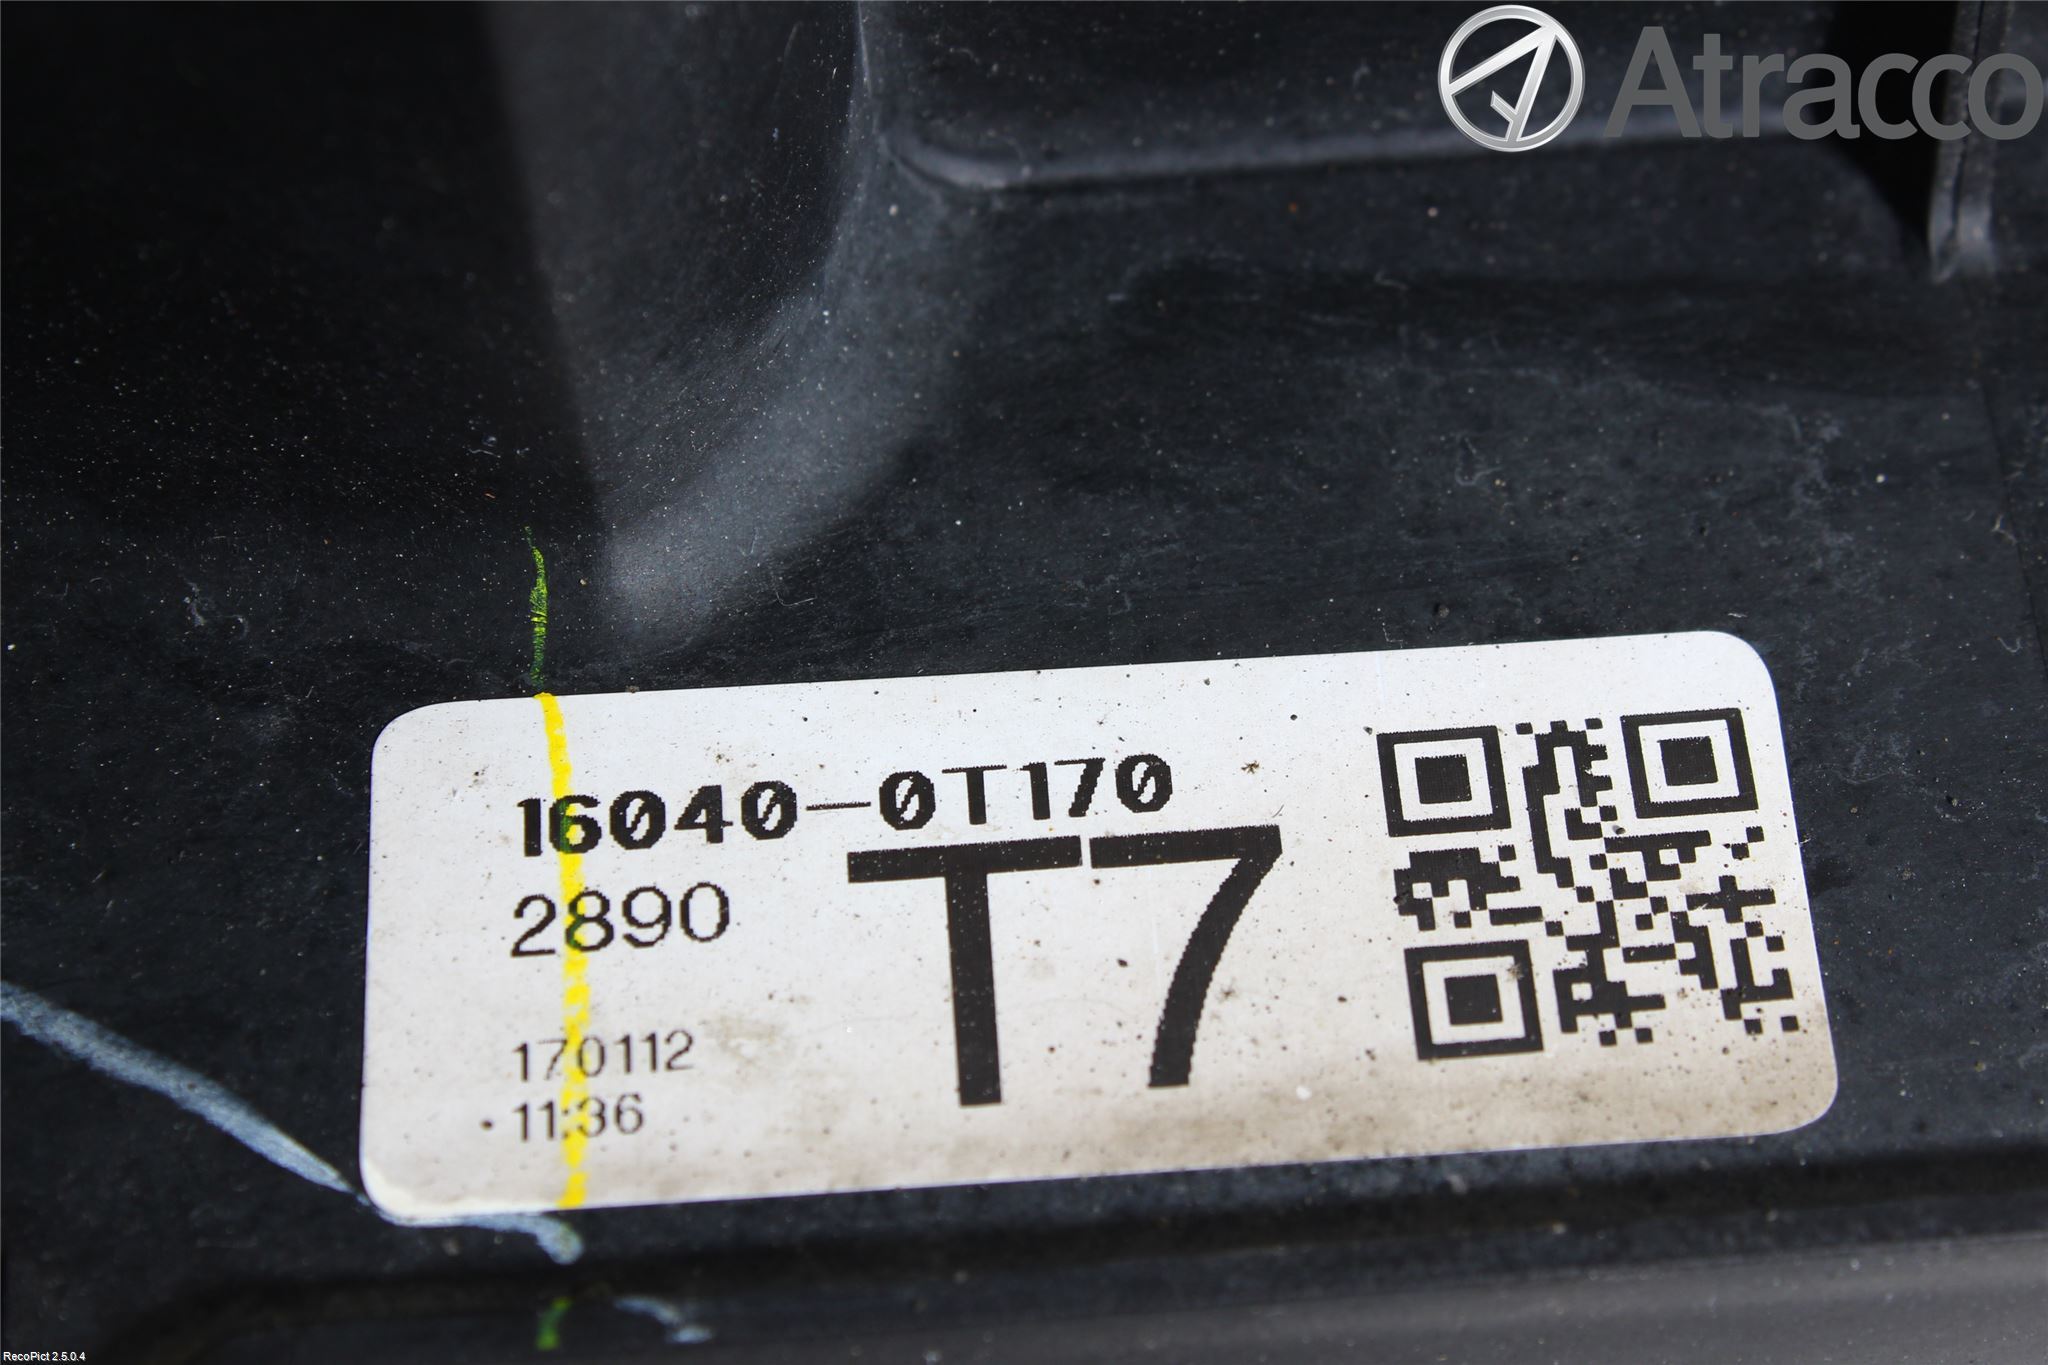 Atracco
16040-0T170
T7
2890
170112
11:36
RecoPict 2.5.0.4